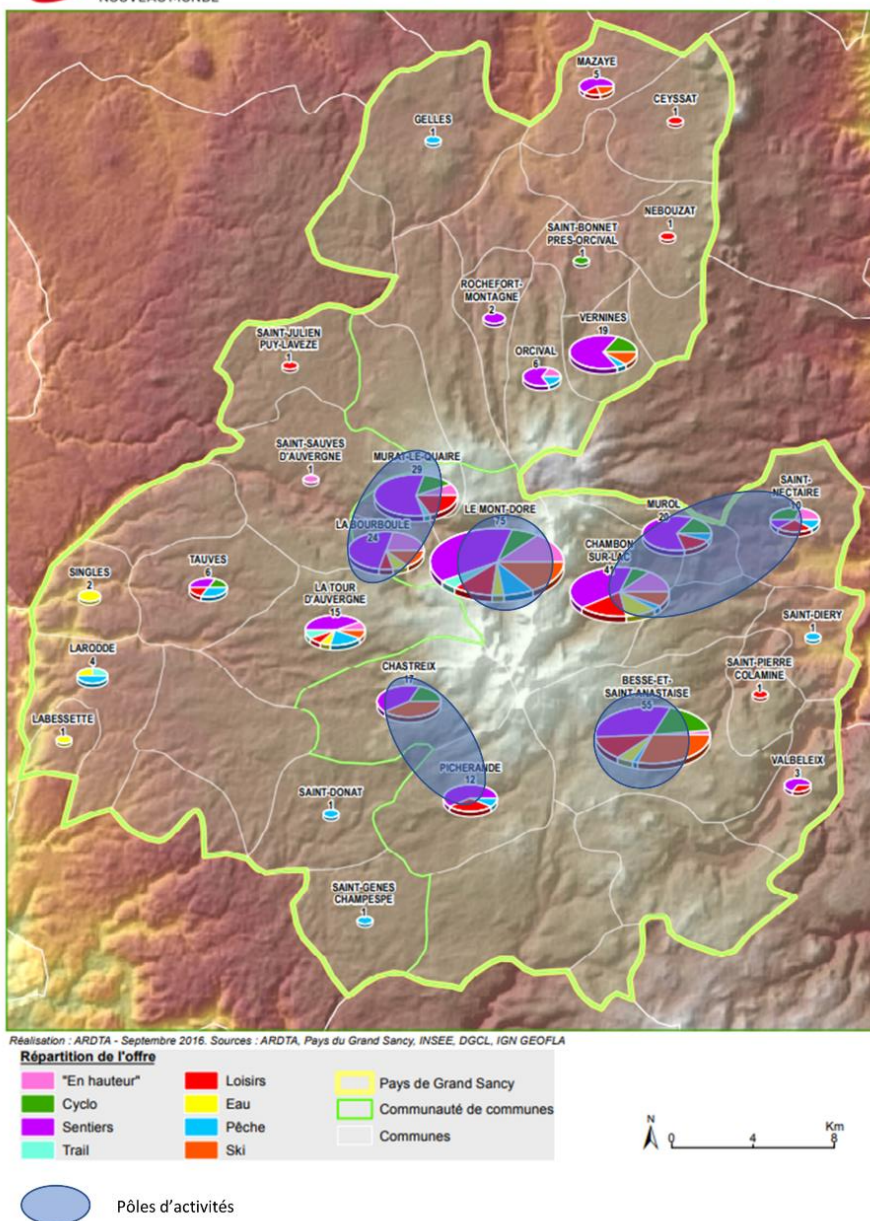 NOUVEAU MONDE
MAZAYE
5
CEYSSAT
1
GELLES
1
NEBOUZAT
1
SAINT-BONNET
PRES-ORCIVAL
1
ROCHEFORT-
MONTAGNE
2
VERNINES
19
SAINT-JULIEN
PUY-LAVEZE
1
ORCIVAL
6
SAINT-SAUVES
D'AUVERGNE
1
MURAT-LE-QUAIRE
29
LE MONT-DORE
75
SAINT-
NECTAIRE
10
MUROL
20
LA BOURBOULE
24
CHAMBON
SUR-LAC
41
TAUVES
6
SINGLES
2
LA TOUR
D'AUVERGNE
15
SAINT-DIERY
1
LARODDE
4
CHASTREIX
17
BESSE-ET-
SAINT-ANASTAISE
55
SAINT-PIERRE
COLAMINE
1
LABESSETTE
1
PICHERANDE
12
VALBELEIX
3
SAINT-DONAT
1
SAINT-GENES
CHAMPESPE
1
Réalisation : ARDTA - Septembre 2016. Sources : ARDTA, Pays du Grand Sancy, INSEE, DGCL, IGN GEOFLA
Répartition de l'offre
"En hauteur"
Cyclo
Sentiers
Trail
Loisirs
Eau
Pêche
Ski
Pays de Grand Sancy
Communauté de communes
Communes
N
Km
0 4 8
Pôles d'activités